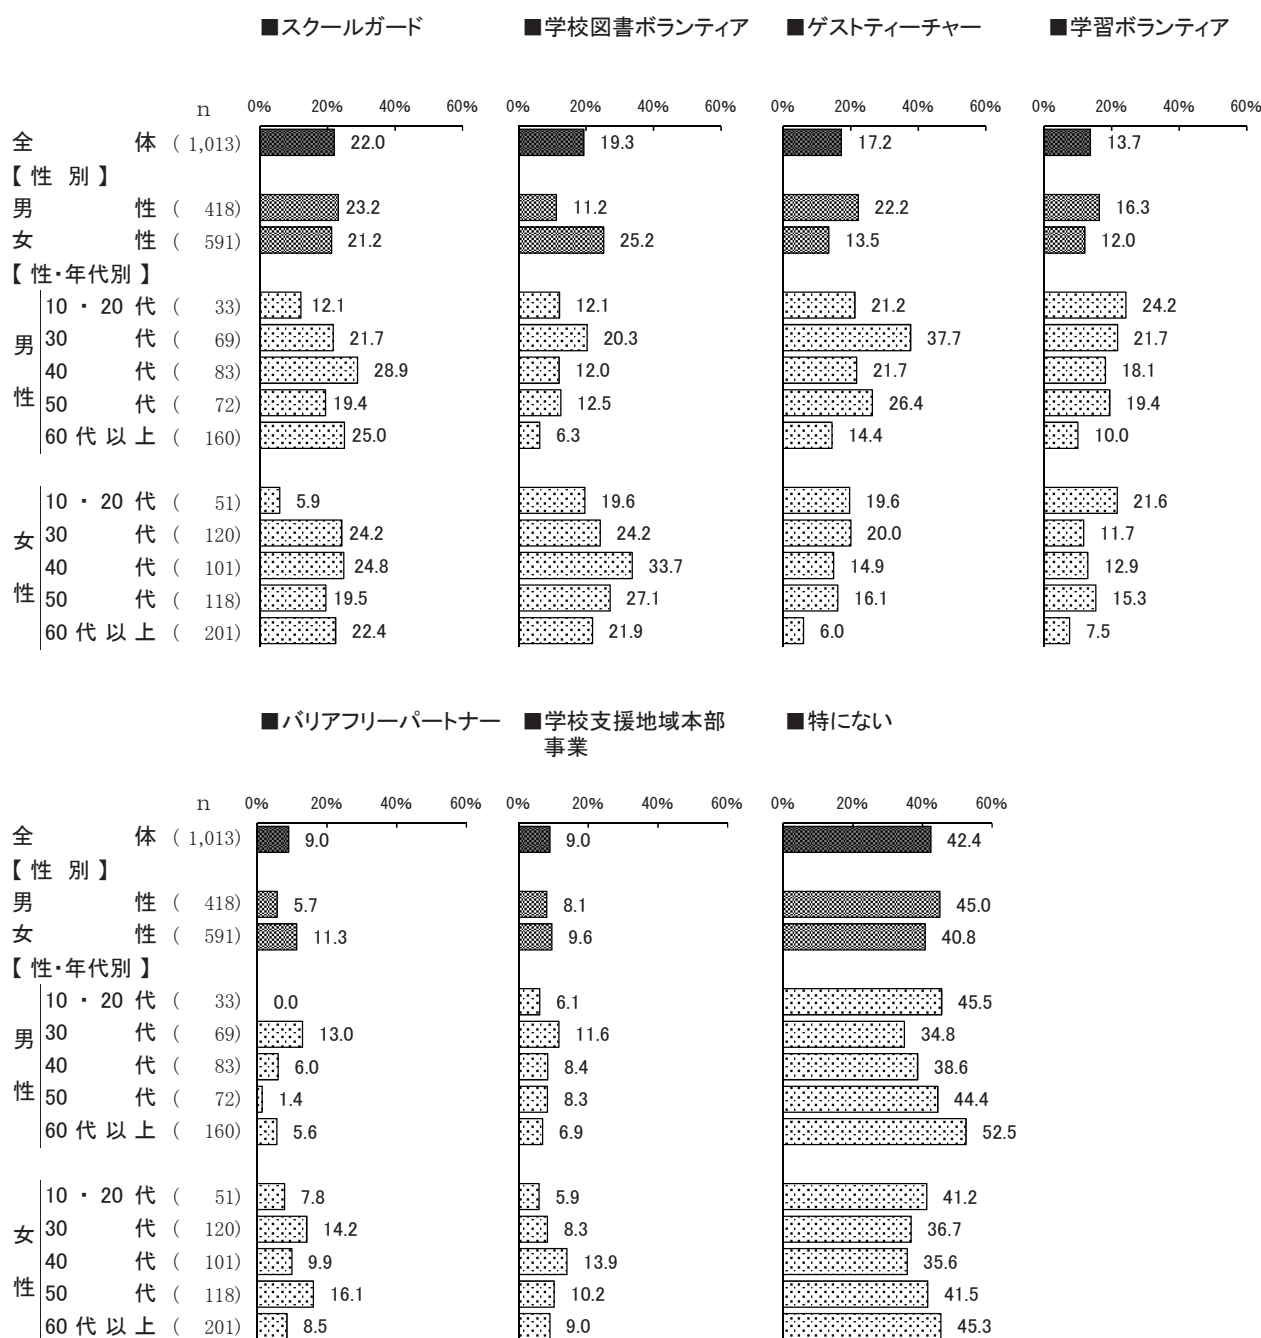 ■スクールガード ■学校図書ボランティア ■ゲストティーチャー ■学習ボランティア
n 0% 20% 40% 60% 0% 20% 40% 60% 0% 20% 40% 60% 0% 20% 40% 60%
全体 ( 1,013) 22.0 19.3 17.2 13.7
【 性 別 】
男性 ( 418) 23.2 11.2 22.2 16.3
女性 ( 591) 21.2 25.2 13.5 12.0
【 性・年代別 】
男性
10 ・ 20 代 ( 33) 12.1 12.1 21.2 24.2
30 代 ( 69) 21.7 20.3 37.7 21.7
40 代 ( 83) 28.9 12.0 21.7 18.1
50 代 ( 72) 19.4 12.5 26.4 19.4
60 代 以 上 ( 160) 25.0 6.3 14.4 10.0
女性
10 ・ 20 代 ( 51) 5.9 19.6 19.6 21.6
30 代 ( 120) 24.2 24.2 20.0 11.7
40 代 ( 101) 24.8 33.7 14.9 12.9
50 代 ( 118) 19.5 27.1 16.1 15.3
60 代 以 上 ( 201) 22.4 21.9 6.0 7.5
■バリアフリーパートナー ■学校支援地域本部 ■特にない
事業
n 0% 20% 40% 60% 0% 20% 40% 60% 0% 20% 40% 60%
全体 ( 1,013) 9.0 9.0 42.4
【 性 別 】
男性 ( 418) 5.7 8.1 45.0
女性 ( 591) 11.3 9.6 40.8
【 性・年代別 】
男性
10 ・ 20 代 ( 33) 0.0 6.1 45.5
30 代 ( 69) 13.0 11.6 34.8
40 代 ( 83) 6.0 8.4 38.6
50 代 ( 72) 1.4 8.3 44.4
60 代 以 上 ( 160) 5.6 6.9 52.5
女性
10 ・ 20 代 ( 51) 7.8 5.9 41.2
30 代 ( 120) 14.2 8.3 36.7
40 代 ( 101) 9.9 13.9 35.6
50 代 ( 118) 16.1 10.2 41.5
60 代 以 上 ( 201) 8.5 9.0 45.3